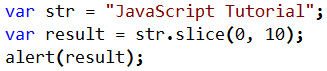 var str = "JavaScript Tutorial";
var result = str.slice(0, 10);
alert(result);